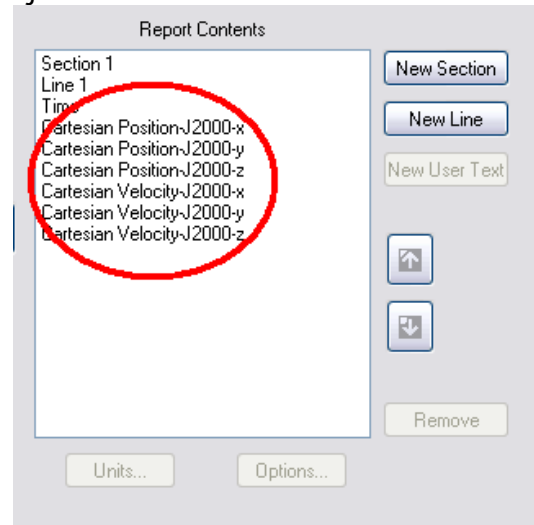 Report Contents
Section 1
Line 1
Time
Cartesian Position-J2000-x
Cartesian Position-J2000-y
Cartesian Position-J2000-z
Cartesian Velocity-J2000-x
Cartesian Velocity-J2000-y
Cartesian Velocity-J2000-z
New Section
New Line
New User Text
Remove
Units...
Options...